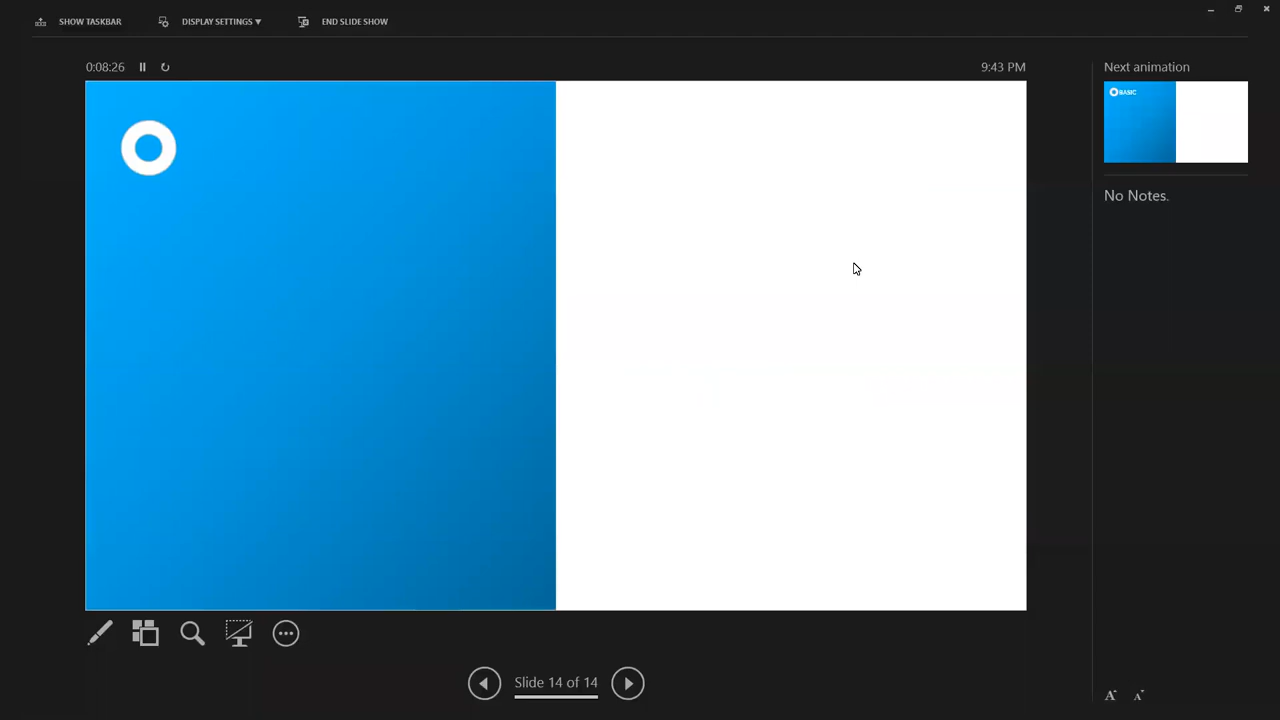 SHOW TASKBAR
DISPLAY SETTINGS ▼
END SLIDE SHOW
0:08:26
9:43 PM
Next animation
BASIC
No Notes.
Slide 14 of 14
A A